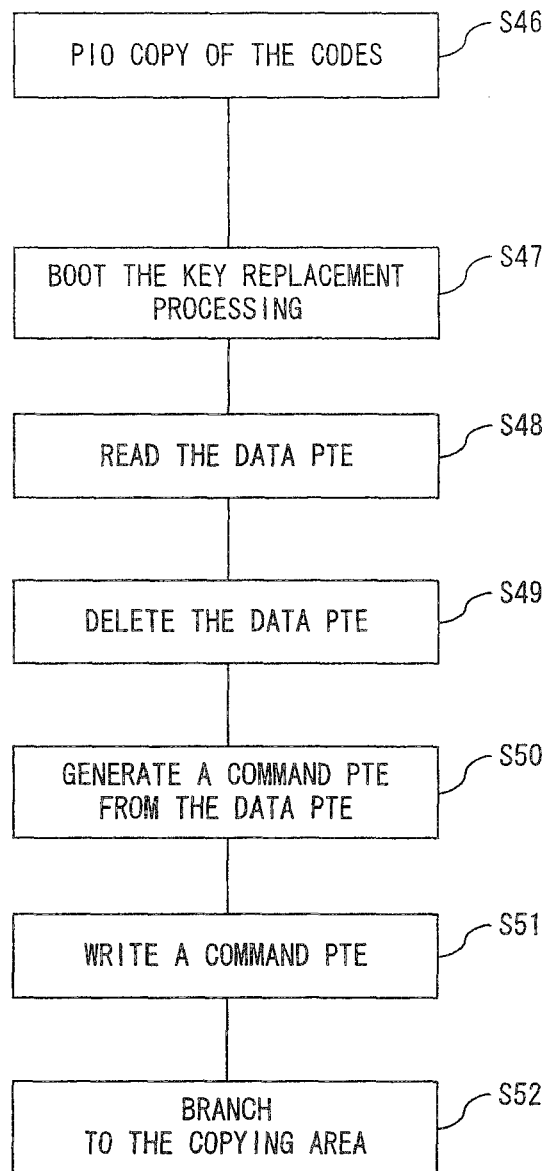 PIO COPY OF THE CODES
S46
BOOT THE KEY REPLACEMENT
PROCESSING
S47
READ THE DATA PTE
S48
DELETE THE DATA PTE
S49
GENERATE A COMMAND PTE
FROM THE DATA PTE
S50
WRITE A COMMAND PTE
S51
BRANCH
TO THE COPYING AREA
S52